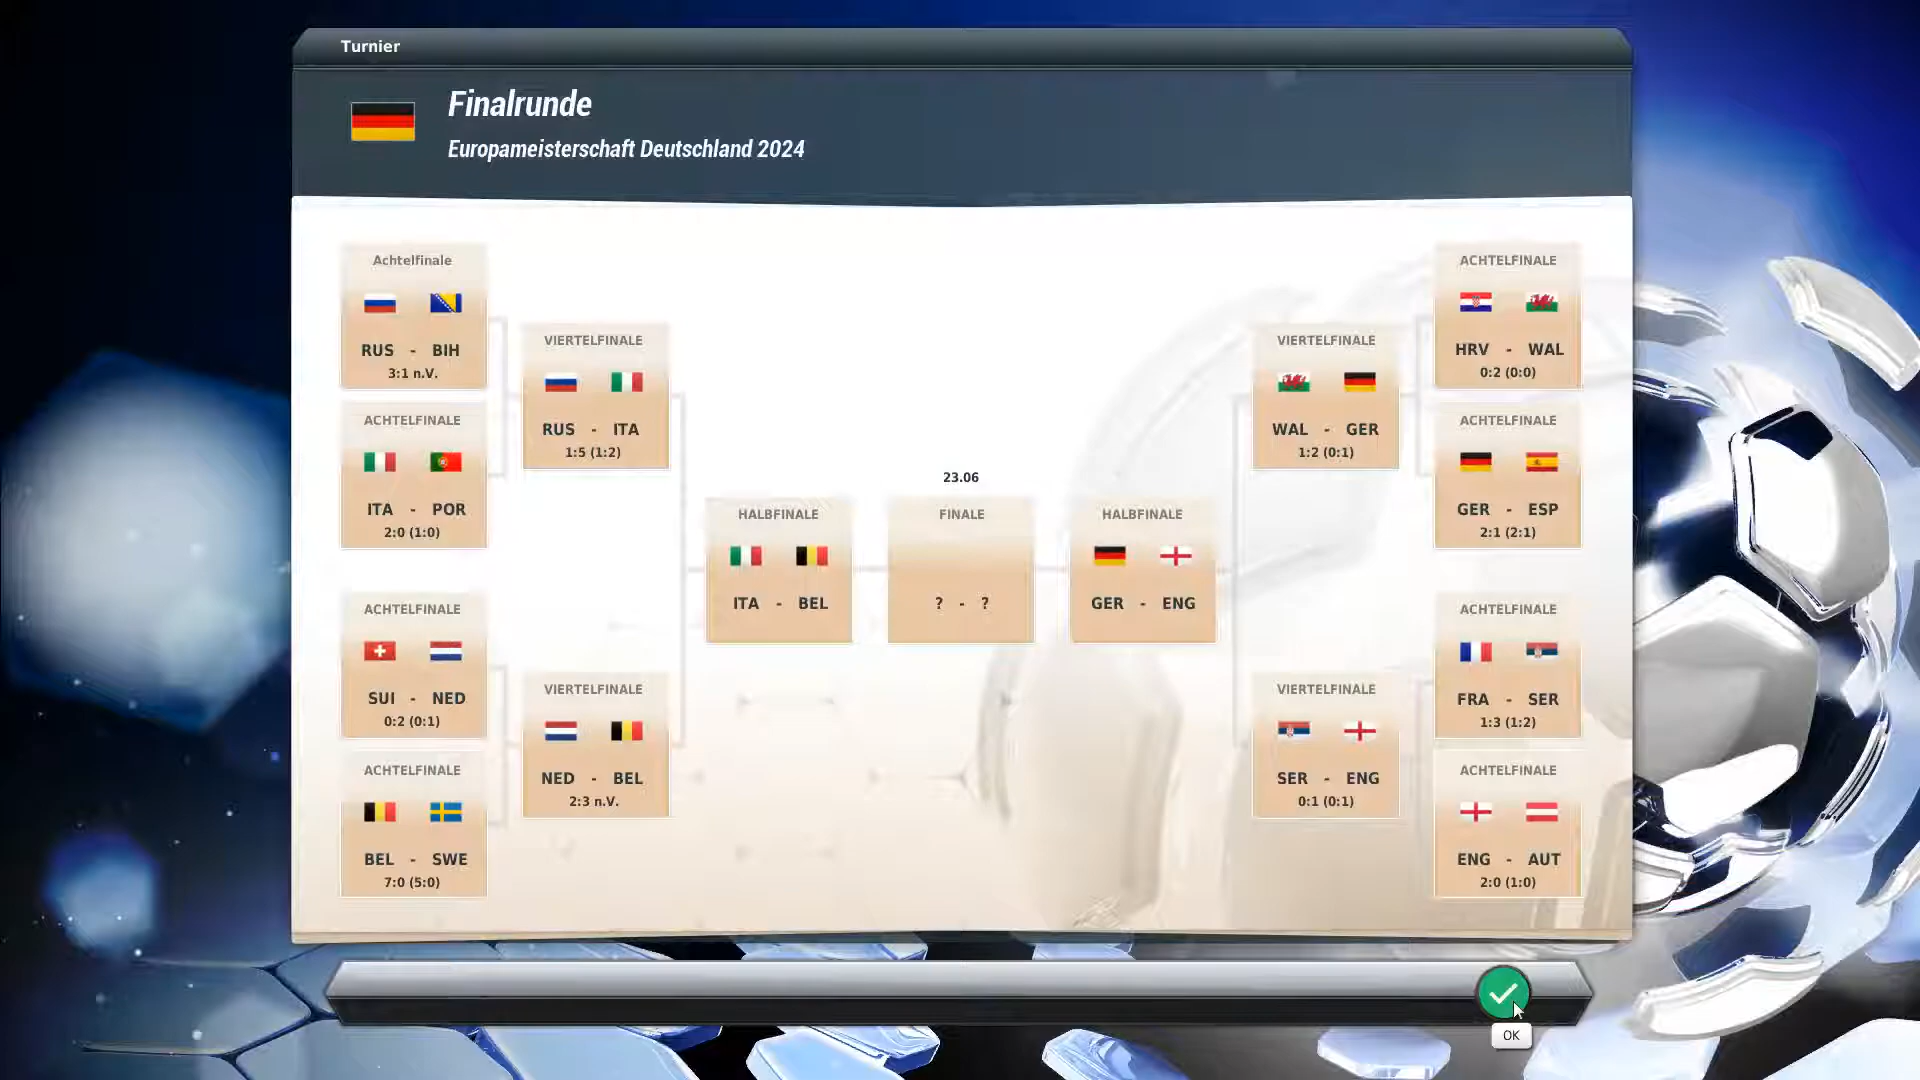 Turnier
Finalrunde
Europameisterschaft Deutschland 2024
Achtelfinale
RUS - BIH
3:1 n.V.
ACHTELFINALE
ITA - POR
2:0 (1:0)
ACHTELFINALE
SUI - NED
0:2 (0:1)
ACHTELFINALE
BEL - SWE
7:0 (5:0)
VIERTELFINALE
RUS - ITA
1:5 (1:2)
VIERTELFINALE
NED - BEL
2:3 n.V.
HALBFINALE
ITA - BEL
23.06
FINALE
? - ?
HALBFINALE
GER - ENG
VIERTELFINALE
WAL - GER
1:2 (0:1)
VIERTELFINALE
SER - ENG
0:1 (0:1)
ACHTELFINALE
HRV - WAL
0:2 (0:0)
ACHTELFINALE
GER - ESP
2:1 (2:1)
ACHTELFINALE
FRA - SER
1:3 (1:2)
ACHTELFINALE
ENG - AUT
2:0 (1:0)
OK